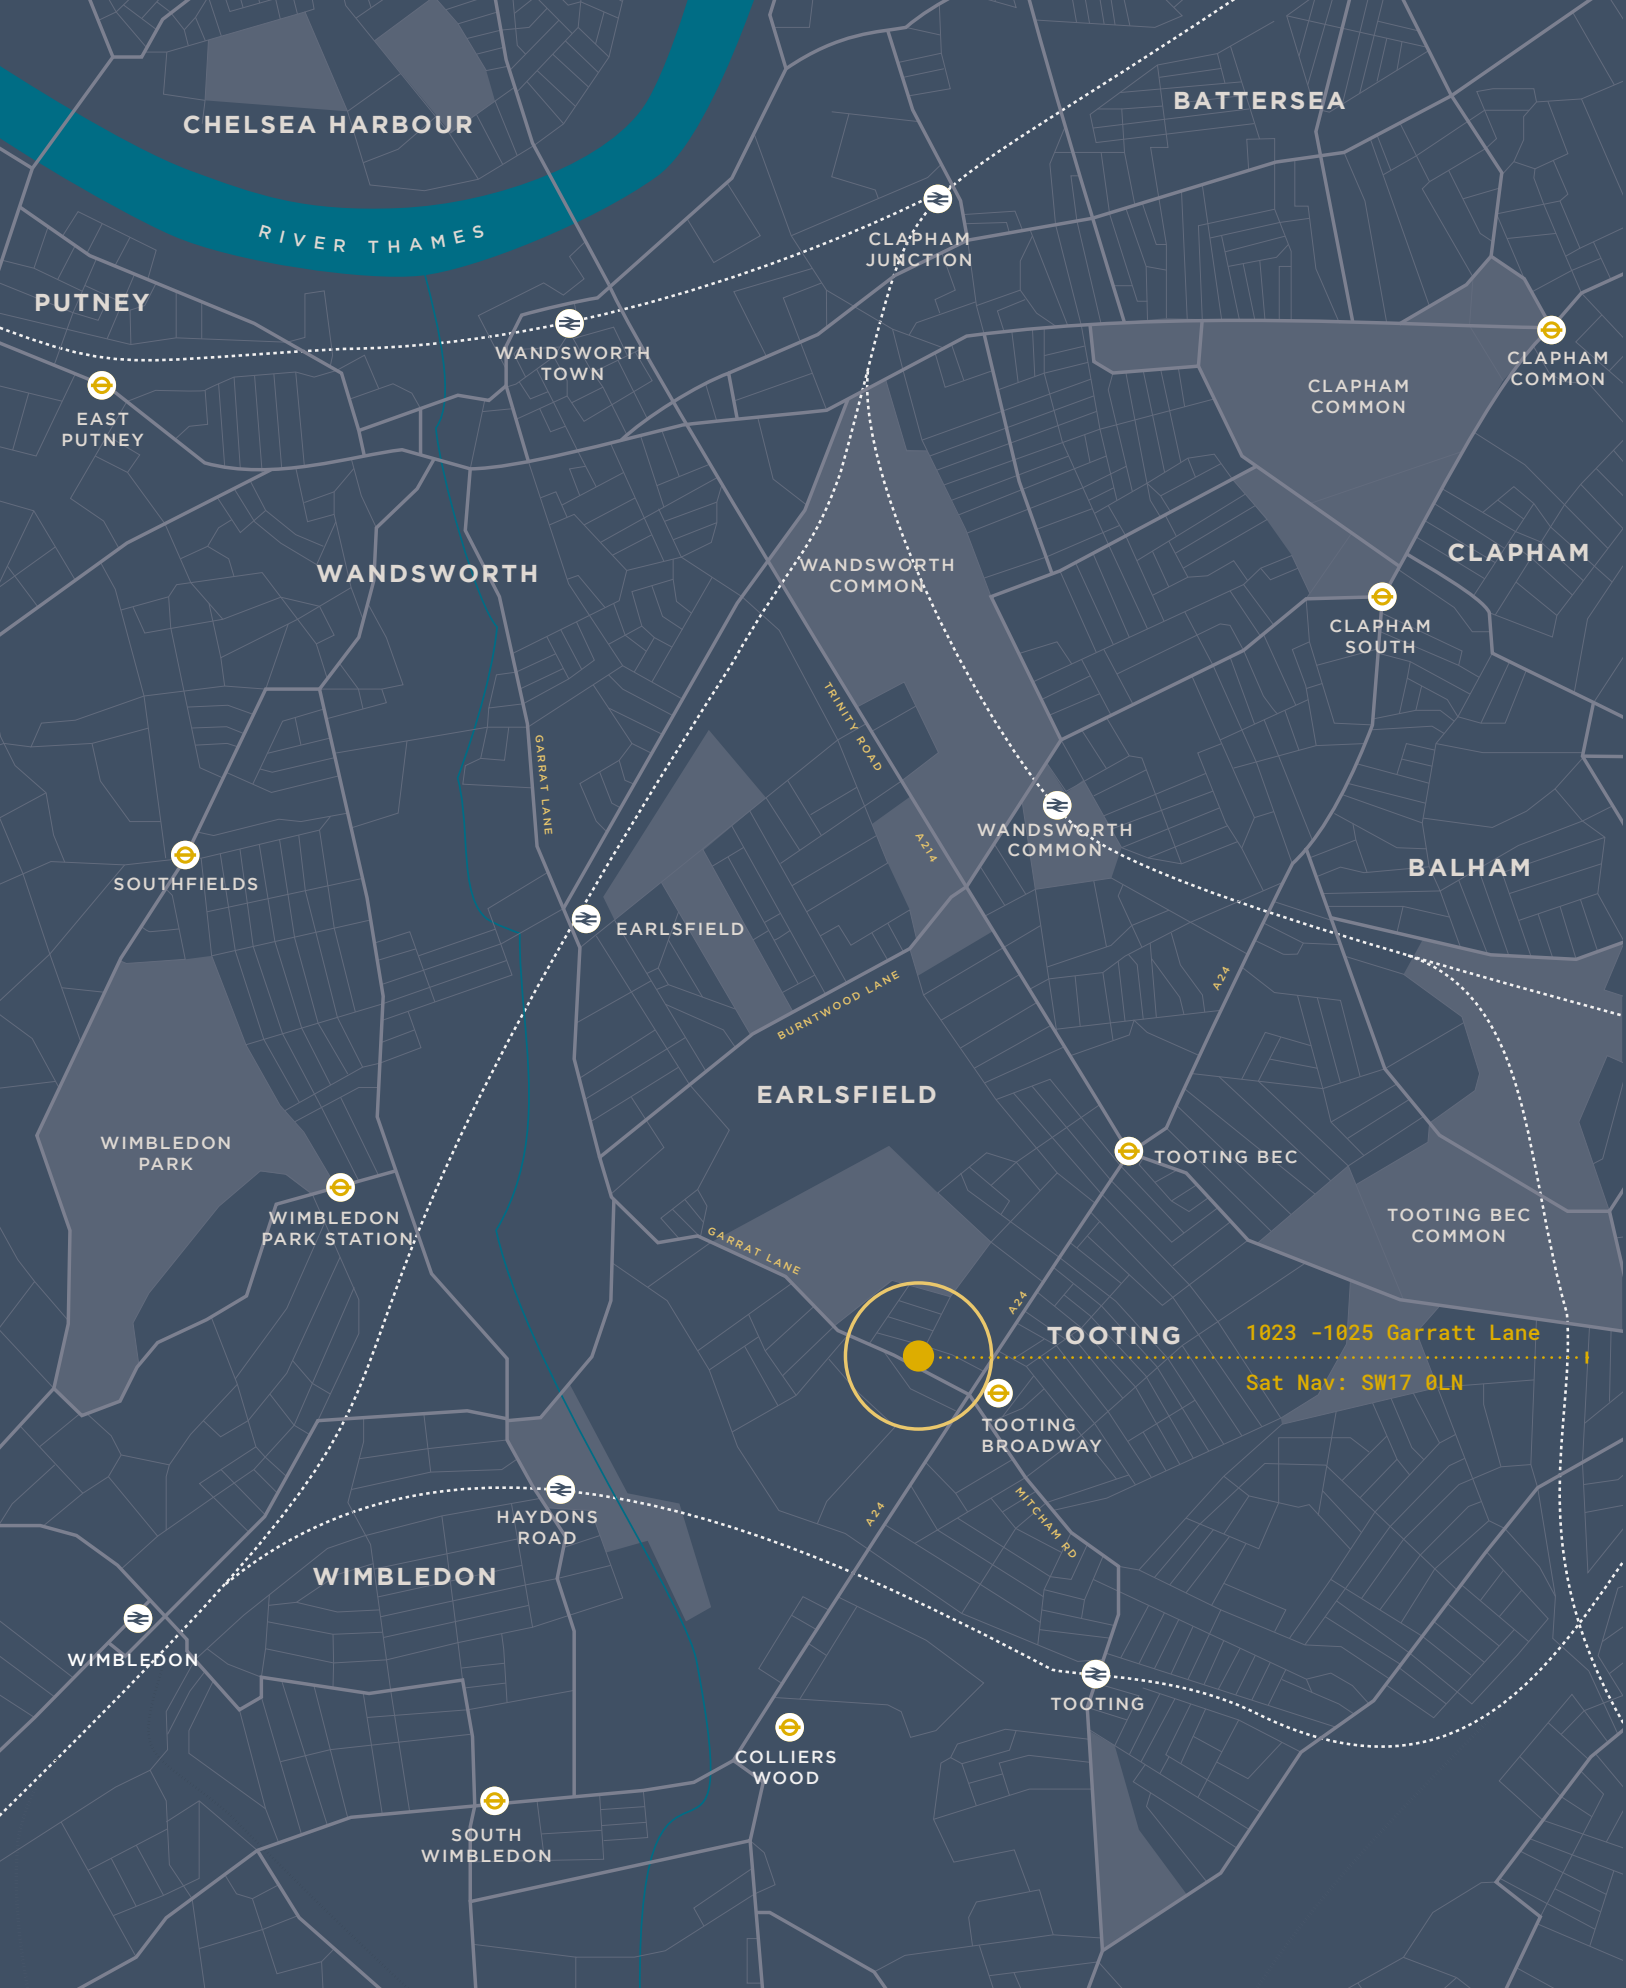 BATTERSEA
CHELSEA HARBOUR
RIVER THAMES
CLAPHAM
JUNCTION
PUTNEY
WANDSWORTH
TOWN
CLAPHAM
COMMON
CLAPHAM
COMMON
EAST
PUTNEY
CLAPHAM
WANDSWORTH
WANDSWORTH
COMMON
CLAPHAM
SOUTH
TRINITY ROAD
GARRAT LANE
WANDSWORTH
COMMON
A214
BALHAM
SOUTHFIELDS
EARLSFIELD
A24
BURNTWOOD LANE
EARLSFIELD
WIMBLEDON
PARK
TOOTING BEC
WIMBLEDON
PARK STATION
TOOTING BEC
COMMON
GARRAT LANE
A24
TOOTING
1023 -1025 Garratt Lane
Sat Nav: SW17 0LN
TOOTING
BROADWAY
A24
MITCHAM RD
HAYDONS
ROAD
WIMBLEDON
WIMBLEDON
TOOTING
COLLIERS
WOOD
SOUTH
WIMBLEDON